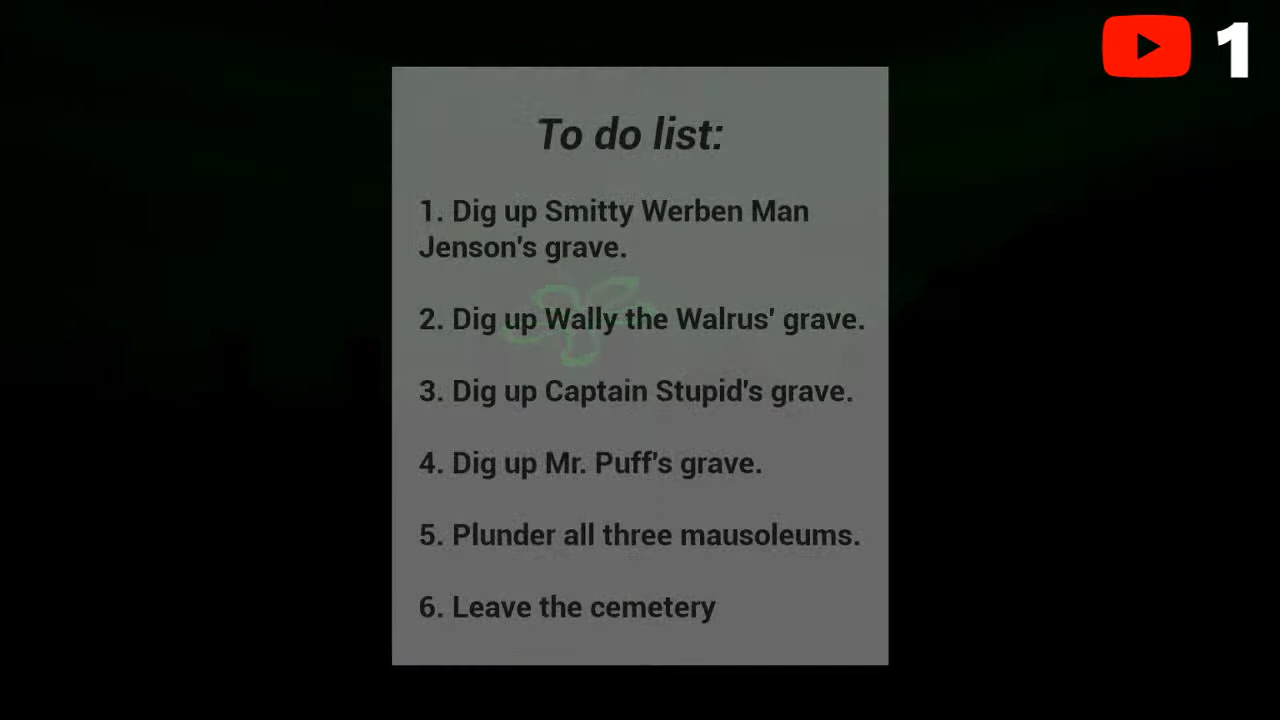 1
To do list:
1. Dig up Smitty Werben Man
Jenson's grave.
2. Dig up Wally the Walrus' grave.
3. Dig up Captain Stupid's grave.
4. Dig up Mr. Puff's grave.
5. Plunder all three mausoleums.
6. Leave the cemetery